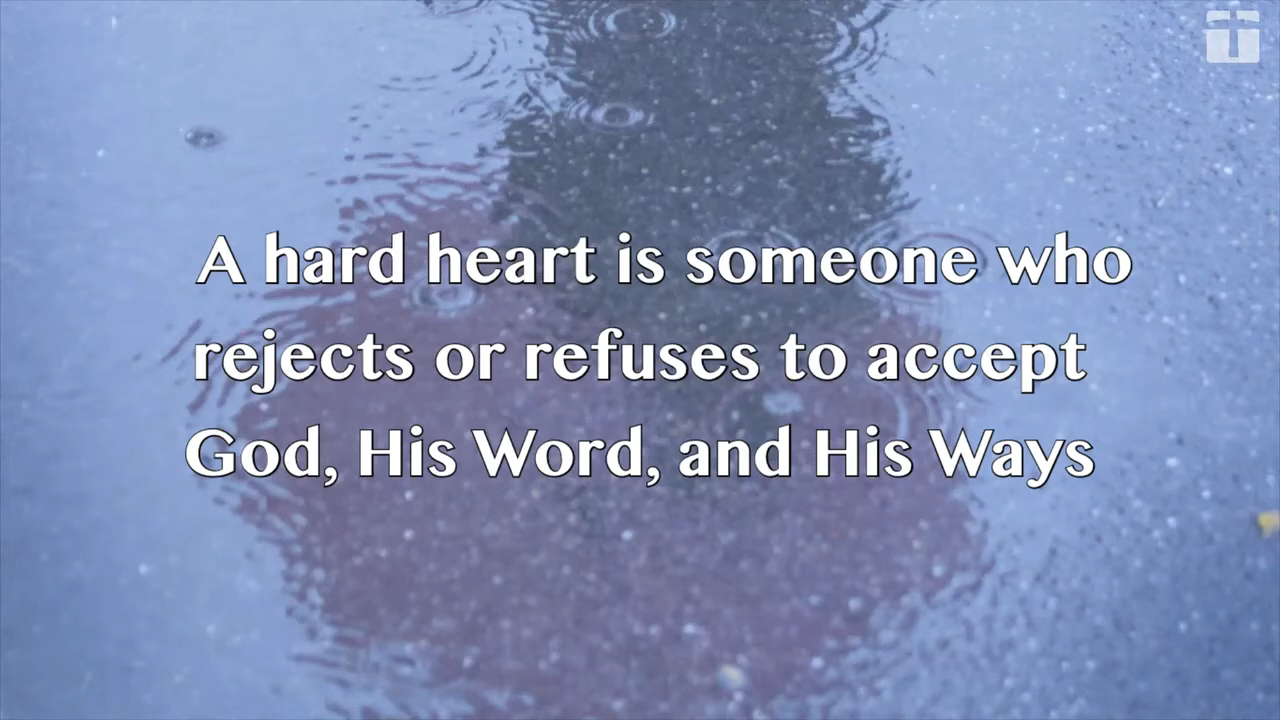 A hard heart is someone who
rejects or refuses to accept
God, His Word, and His Ways